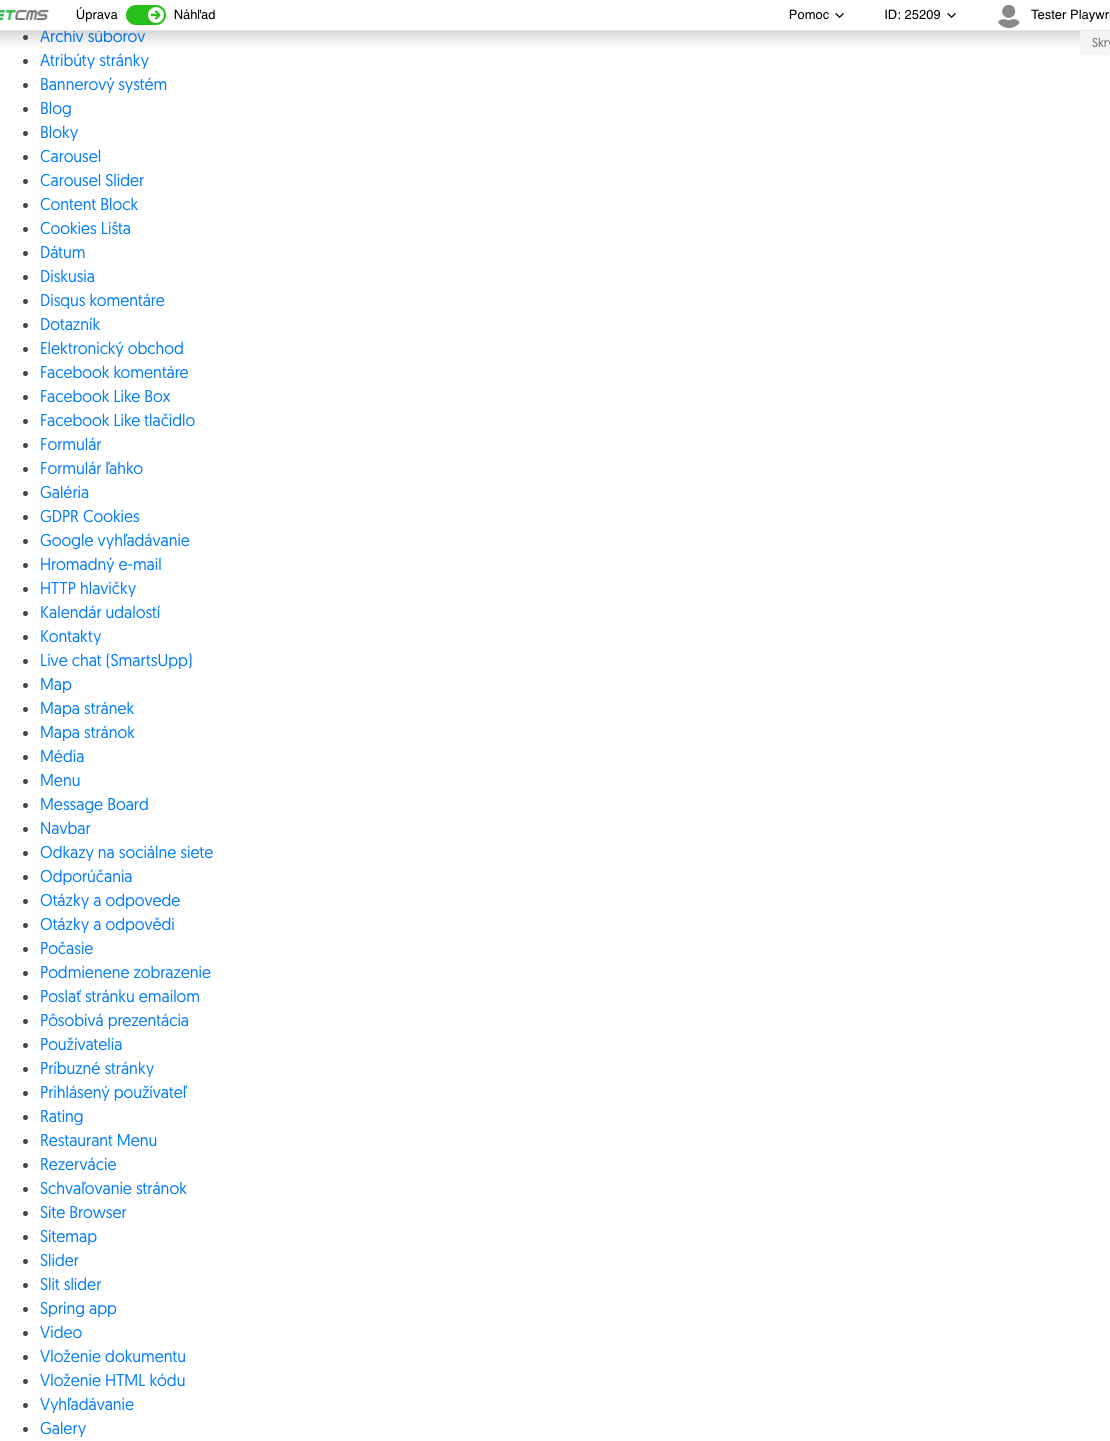 ETCMS Úprava Náhľad Pomoc ID: 25209 Tester Playwri
Skry
Archív súborov
Atribúty stránky
Bannerový systém
Blog
Bloky
Carousel
Carousel Slider
Content Block
Cookies Lišta
Dátum
Diskusia
Disqus komentáre
Dotazník
Elektronický obchod
Facebook komentáre
Facebook Like Box
Facebook Like tlačidlo
Formulár
Formulár ľahko
Galéria
GDPR Cookies
Google vyhľadávanie
Hromadný e-mail
HTTP hlavičky
Kalendár udalostí
Kontakty
Live chat (SmartsUpp)
Map
Mapa stránek
Mapa stránok
Média
Menu
Message Board
Navbar
Odkazy na sociálne siete
Odporúčania
Otázky a odpovede
Otázky a odpovědi
Počasie
Podmienene zobrazenie
Poslať stránku emailom
Pôsobivá prezentácia
Používatelia
Príbuzné stránky
Prihlásený používateľ
Rating
Restaurant Menu
Rezervácie
Schvaľovanie stránok
Site Browser
Sitemap
Slider
Slit slider
Spring app
Video
Vloženie dokumentu
Vloženie HTML kódu
Vyhľadávanie
Galery